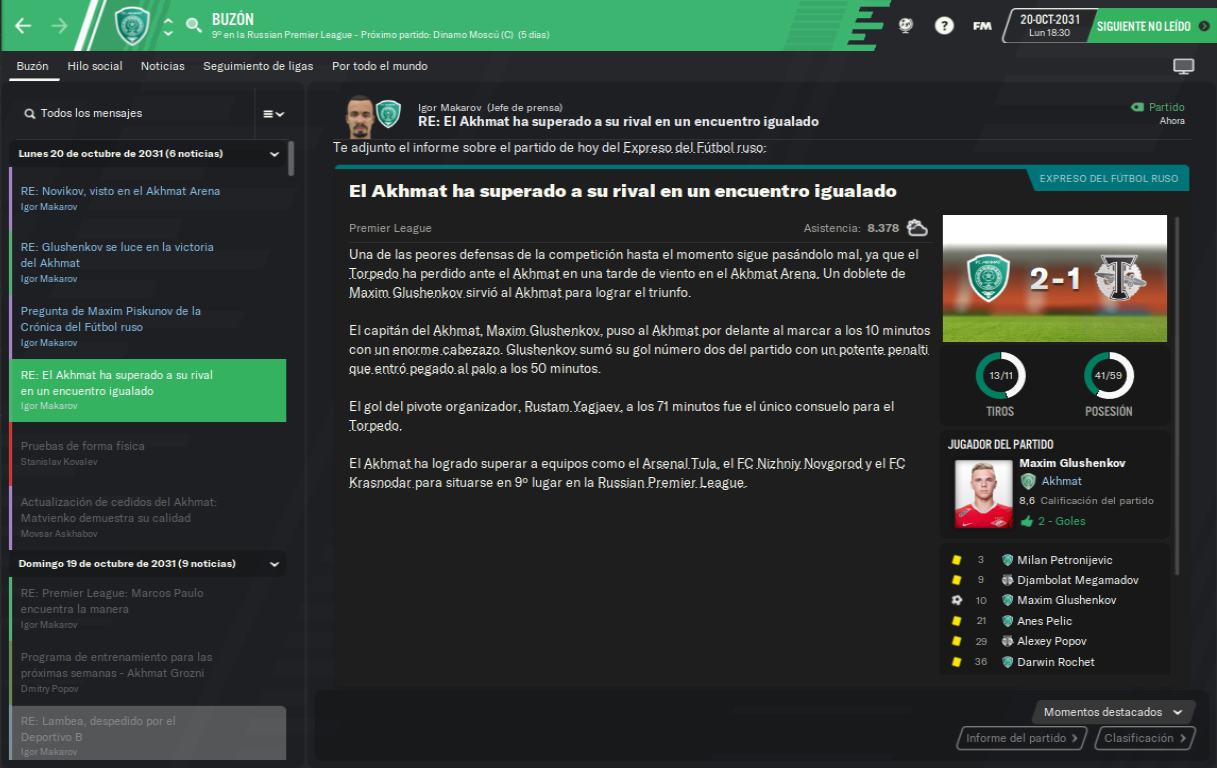 BUZÓN
9º en la Russian Premier League - Próximo partido: Dinamo Moscú (C) (5 días)
FM
20-OCT-2031
Lun 18:30
SIGUIENTE NO LEÍDO
Buzón
Hilo social
Noticias
Seguimiento de ligas
Por todo el mundo
Todos los mensajes
Lunes 20 de octubre de 2031 (6 noticias)
RE: Novikov, visto en el Akhmat Arena
Igor Makarov
RE: Glushenkov se luce en la victoria
del Akhmat
Igor Makarov
Pregunta de Maxim Piskunov de la
Crónica del Fútbol ruso
Igor Makarov
RE: El Akhmat ha superado a su rival
en un encuentro igualado
Igor Makarov
Pruebas de forma física
Stanislav Kovalev
Actualización de cedidos del Akhmat:
Matvienko demuestra su calidad
Movsar Askhabov
Domingo 19 de octubre de 2031 (9 noticias)
RE: Premier League: Marcos Paulo
encuentra la manera
Igor Makarov
Programa de entrenamiento para las
próximas semanas - Akhmat Grozni
Dmitry Popov
RE: Lambea, despedido por el
Deportivo B
Igor Makarov
Igor Makarov (Jefe de prensa)
RE: El Akhmat ha superado a su rival en un encuentro igualado
Partido
Ahora
Te adjunto el informe sobre el partido de hoy del Expreso del Fútbol ruso:
El Akhmat ha superado a su rival en un encuentro igualado
EXPRESO DEL FÚTBOL RUSO
Premier League
Asistencia: 8.378
Una de las peores defensas de la competición hasta el momento sigue pasándolo mal, ya que el
Torpedo ha perdido ante el Akhmat en una tarde de viento en el Akhmat Arena. Un doblete de
Maxim Glushenkov sirvió al Akhmat para lograr el triunfo.
El capitán del Akhmat, Maxim Glushenkov, puso al Akhmat por delante al marcar a los 10 minutos
con un enorme cabezazo. Glushenkov sumó su gol número dos del partido con un potente penalti
que entró pegado al palo a los 50 minutos.
El gol del pivote organizador, Rustam Yagjaev, a los 71 minutos fue el único consuelo para el
Torpedo.
El Akhmat ha logrado superar a equipos como el Arsenal Tula, el FC Nizhniy Novgorod y el FC
Krasnodar para situarse en 9º lugar en la Russian Premier League.
2-1
13/11
TIROS
41/59
POSESIÓN
JUGADOR DEL PARTIDO
Maxim Glushenkov
Akhmat
8,6 Calificación del partido
2 - Goles
3 Milan Petronijevic
9 Djambolat Megamadov
10 Maxim Glushenkov
21 Anes Pelic
29 Alexey Popov
36 Darwin Rochet
Momentos destacados
Informe del partido
Clasificación